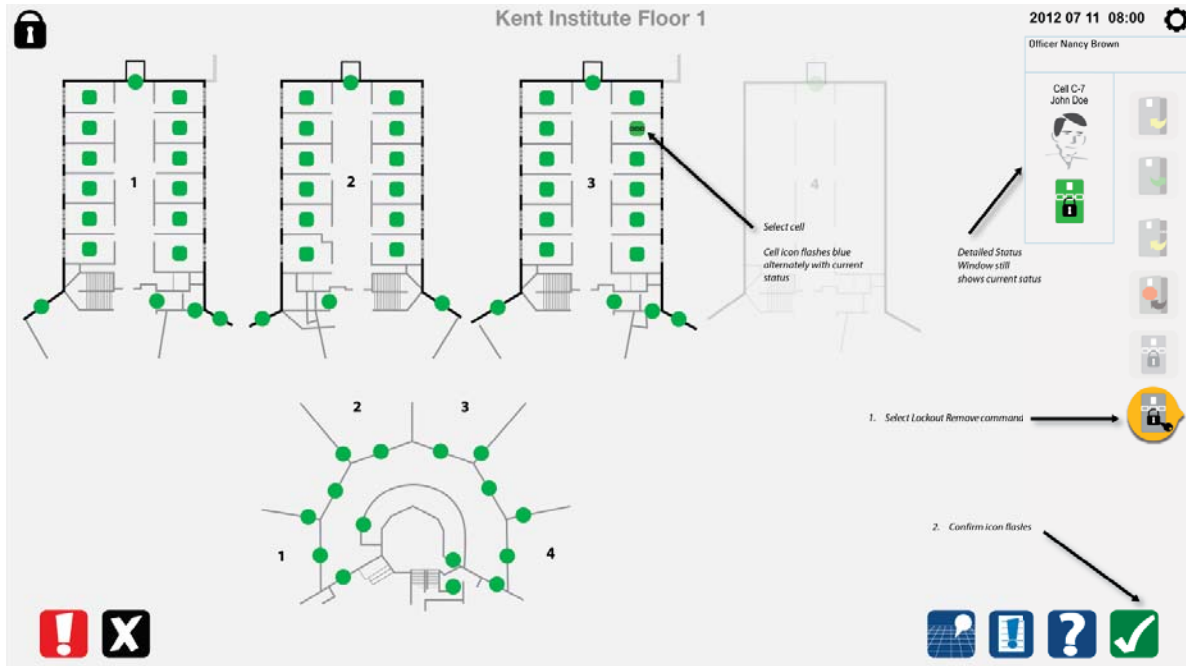 Kent Institute Floor 1
2012 07 11 08:00
Officer Nancy Brown
Cell C-7
John Doe
1
2
3
4
Select cell
Cell icon flashes blue
alternately with current
status
Detailed Status
Window still
shows current satus
2
3
1. Select Lockout Remove command
2. Confirm icon flashes
1
4